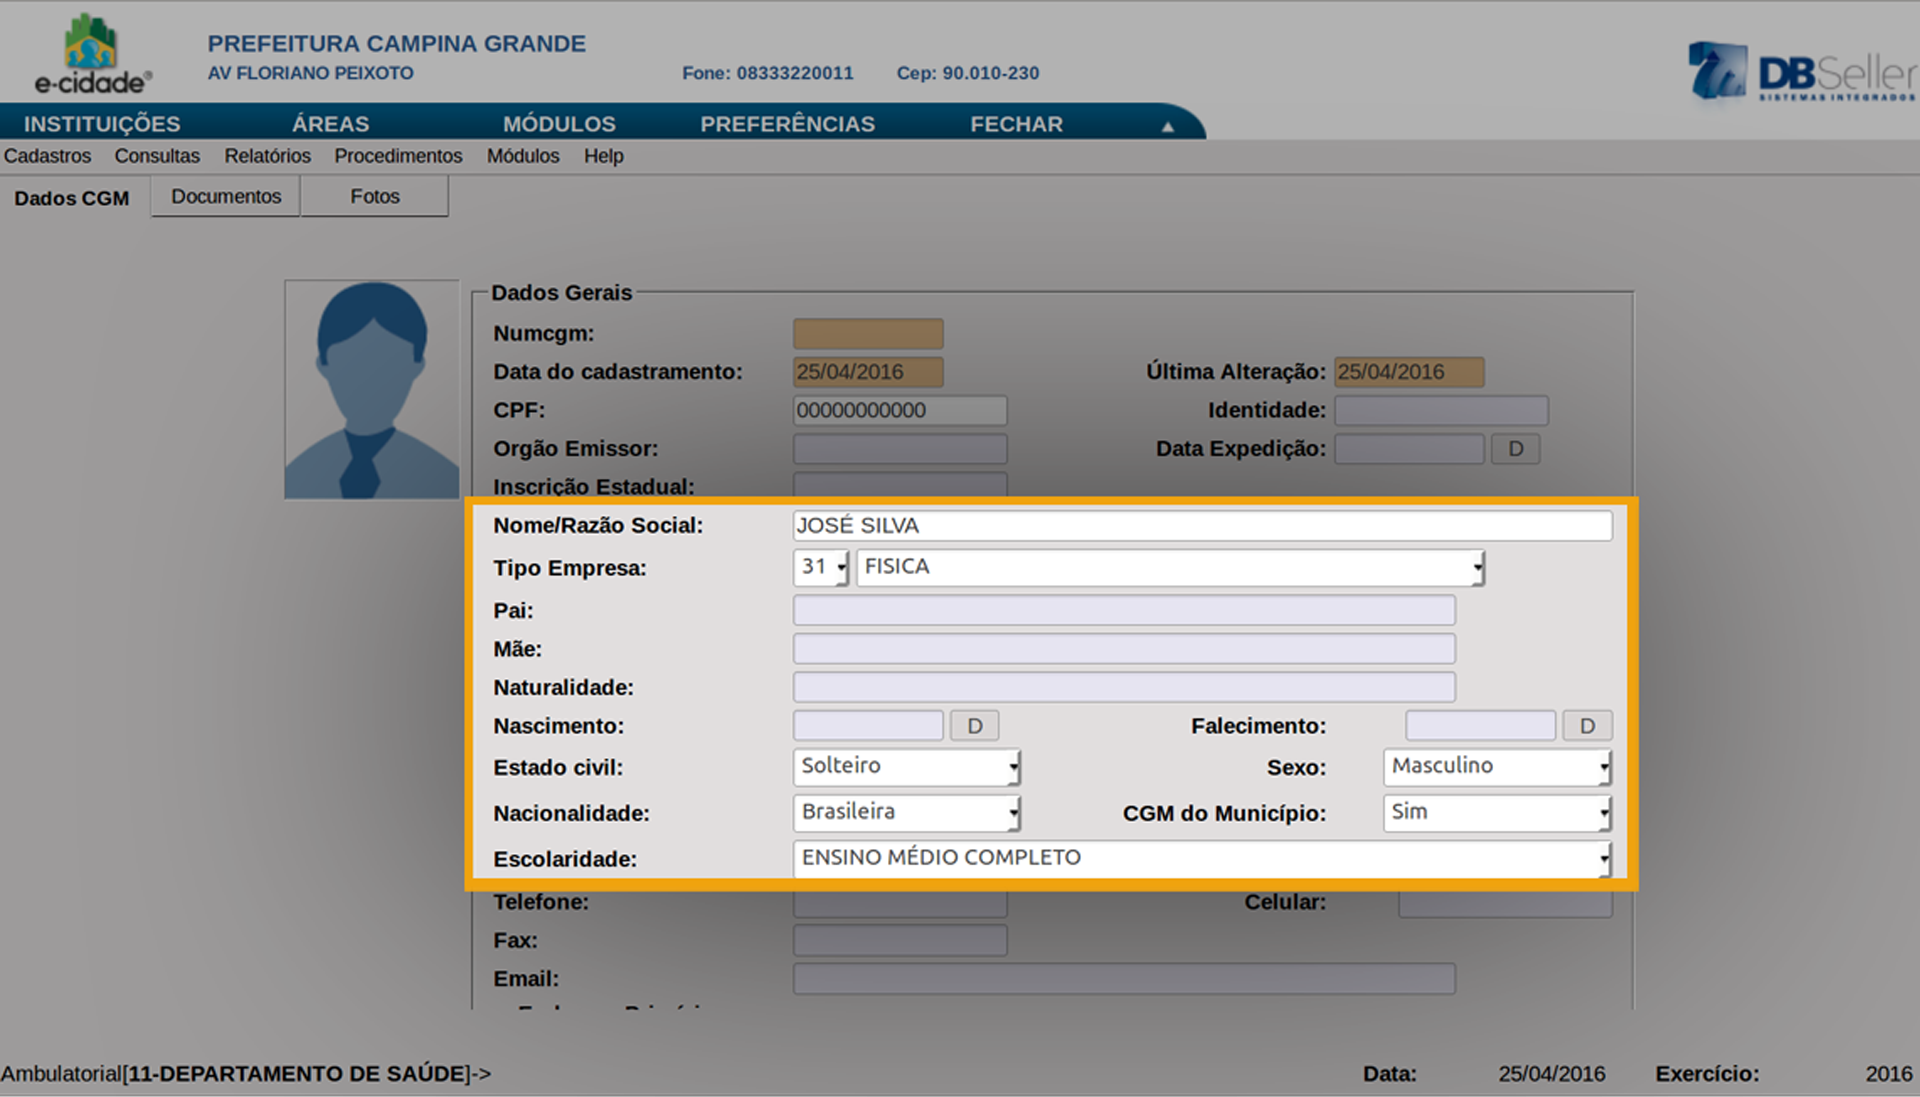 e-cidade®
PREFEITURA CAMPINA GRANDE
AV FLORIANO PEIXOTO Fone: 08333220011 Cep: 90.010-230
DBSeller
SISTEMAS INTEGRADOS
INSTITUIÇÕES ÁREAS MÓDULOS PREFERÊNCIAS FECHAR ▲
Cadastros Consultas Relatórios Procedimentos Módulos Help
Dados CGM Documentos Fotos
Dados Gerais
Numcgm:
Data do cadastramento: 25/04/2016 Última Alteração: 25/04/2016
CPF: 00000000000 Identidade:
Orgão Emissor: Data Expedição: D
Inscrição Estadual:
Nome/Razão Social: JOSÉ SILVA
Tipo Empresa: 31 FISICA
Pai:
Mãe:
Naturalidade:
Nascimento: D Falecimento: D
Estado civil: Solteiro Sexo: Masculino
Nacionalidade: Brasileira CGM do Município: Sim
Escolaridade: ENSINO MÉDIO COMPLETO
Telefone: Celular:
Fax:
Email:
Ambulatorial[11-DEPARTAMENTO DE SAÚDE]-> Data: 25/04/2016 Exercício: 2016